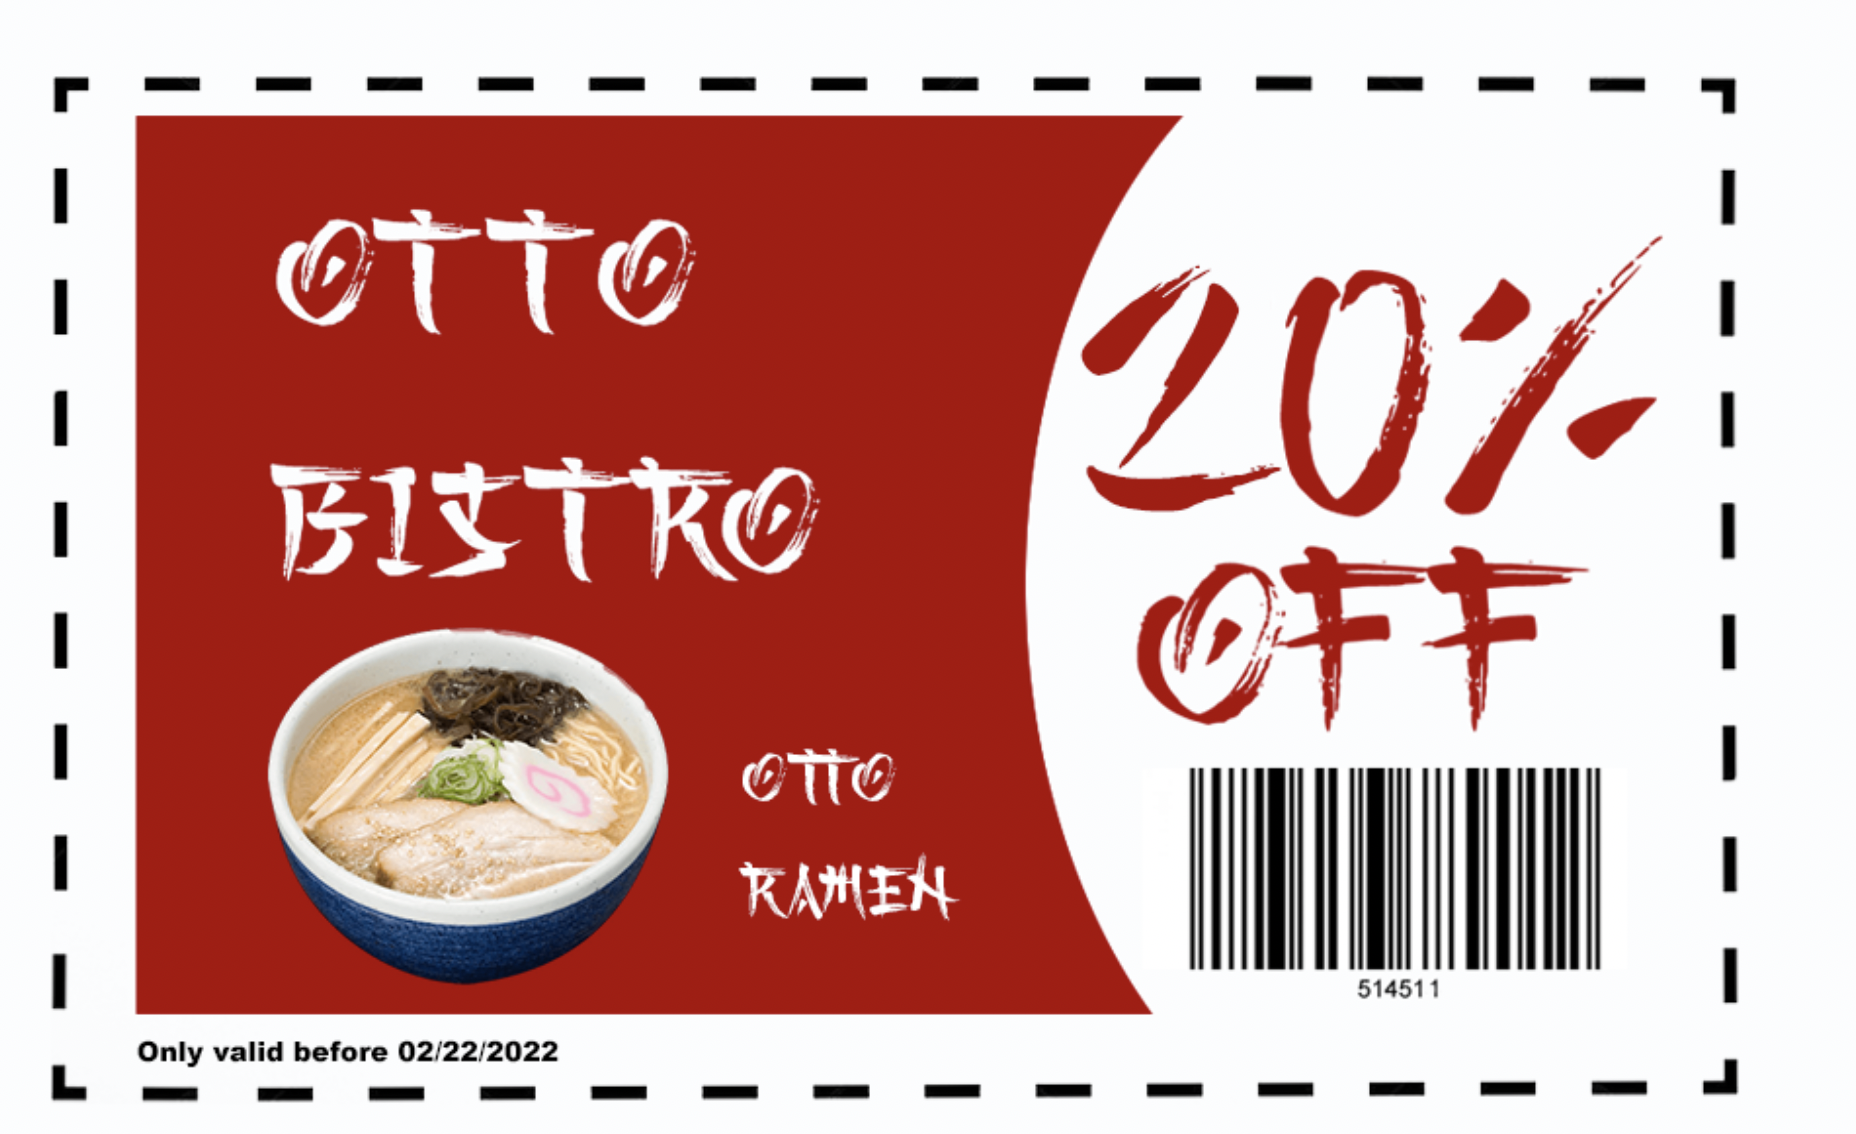 OTTO
BISTRO
OTTO
RAMEN
20%
OFF
514511
Only valid before 02/22/2022